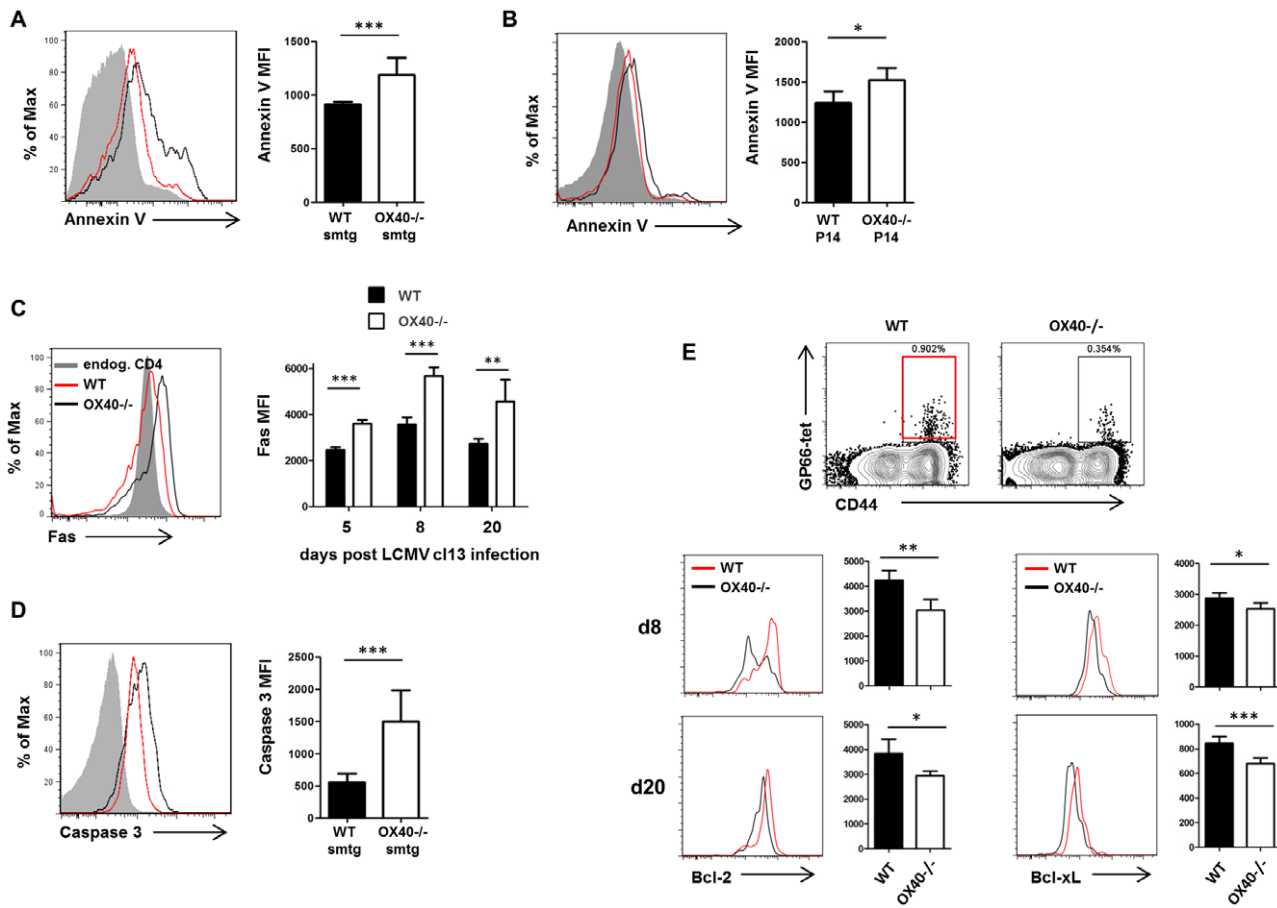 A
% of Max
100
80
60
40
20
0
Annexin V
***
Annexin V MFI
1500
1000
500
0
WT
smtg
OX40-/-
smtg
B
% of Max
Annexin V
*
Annexin V MFI
2000
1500
1000
500
0
WT
P14
OX40-/-
P14
C
endog. CD4
WT
OX40-/-
% of Max
100
80
60
40
20
0
Fas
WT
OX40-/-
Fas MFI
6000
4000
2000
0
***
***
**
5 8 20
days post LCMV cl13 infection
D
% of Max
100
80
60
40
20
0
Caspase 3
***
Caspase 3 MFI
2500
2000
1500
1000
500
0
WT
smtg
OX40-/-
smtg
E
WT
OX40-/-
0.902%
0.354%
GP66-tet
CD44
d8
WT
OX40-/-
**
5000
4000
3000
2000
1000
0
WT
OX40-/-
*
4000
3000
2000
1000
0
d20
Bcl-2
*
5000
4000
3000
2000
1000
0
WT
OX40-/-
Bcl-xL
***
1000
800
600
400
200
0
WT
OX40-/-